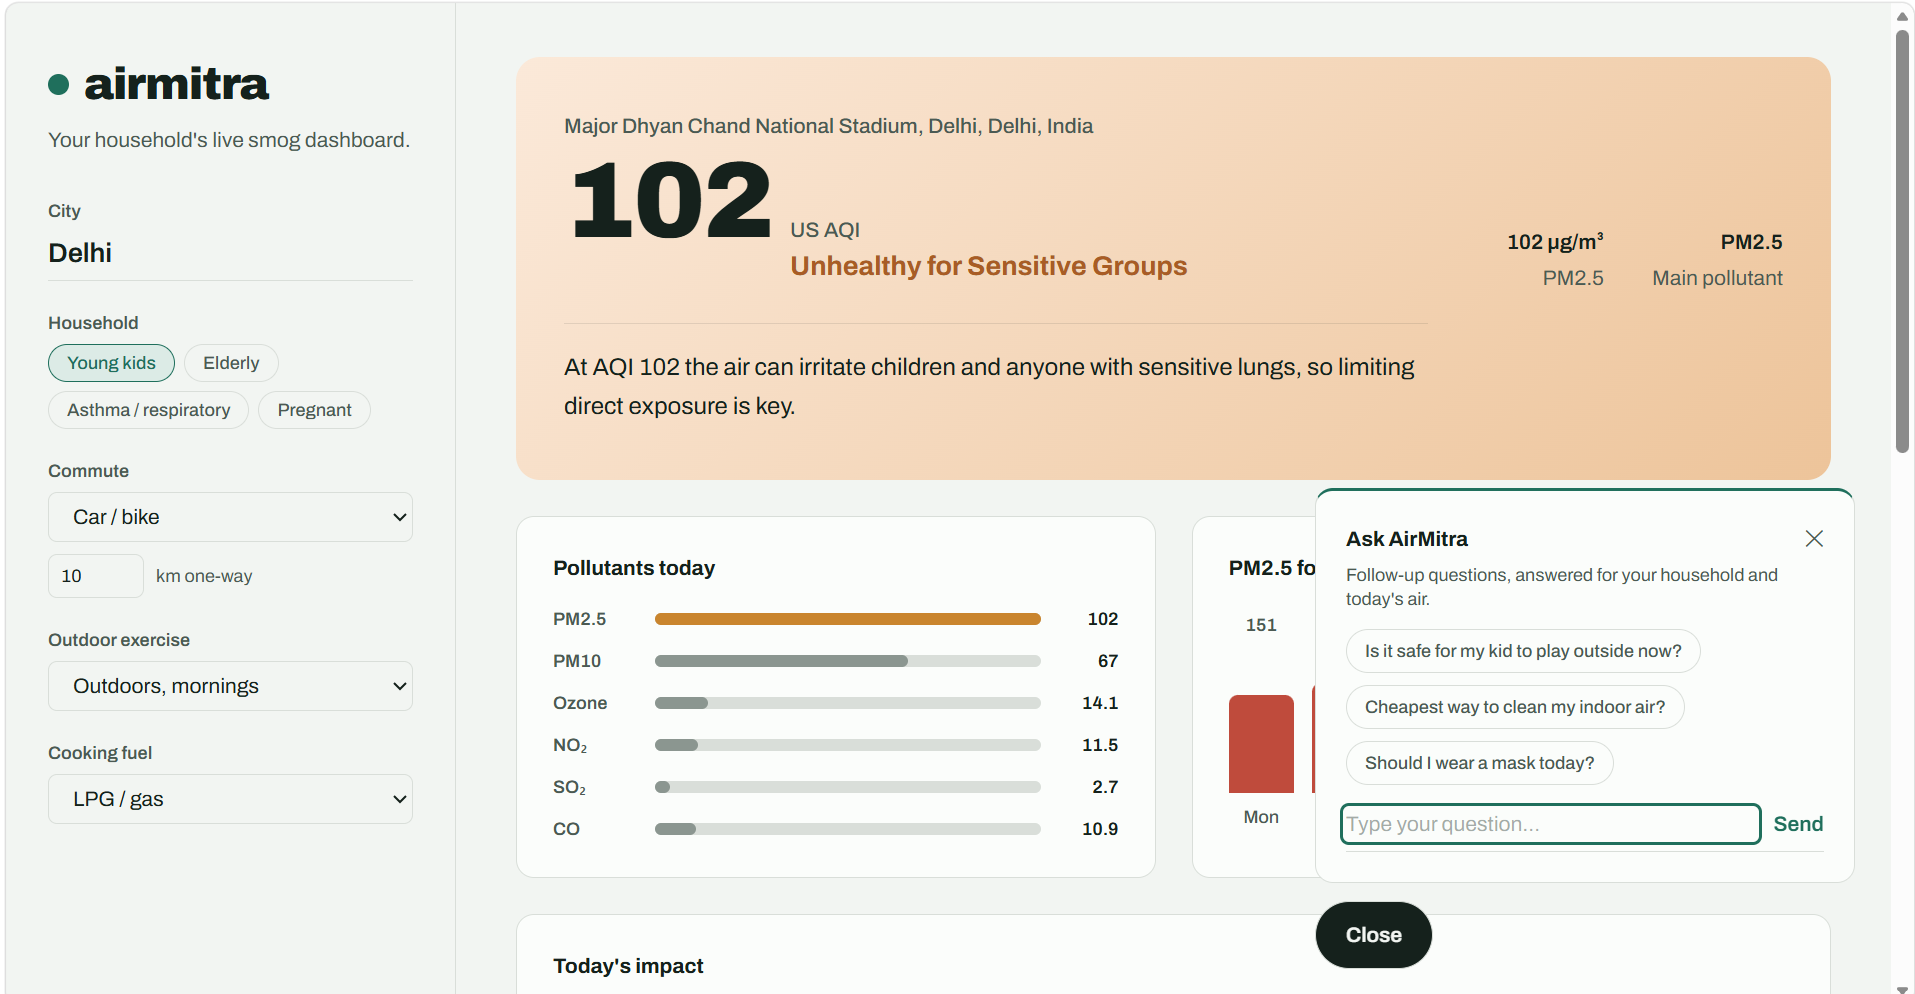 airmitra
Your household's live smog dashboard.
City
Delhi
Household
Young kids
Elderly
Asthma / respiratory
Pregnant
Commute
Car / bike
10
km one-way
Outdoor exercise
Outdoors, mornings
Cooking fuel
LPG / gas
Major Dhyan Chand National Stadium, Delhi, Delhi, India
102
US AQI
Unhealthy for Sensitive Groups
102 µg/m³
PM2.5
PM2.5
Main pollutant
At AQI 102 the air can irritate children and anyone with sensitive lungs, so limiting
direct exposure is key.
Pollutants today
PM2.5 102
PM10 67
Ozone 14.1
NO₂ 11.5
SO₂ 2.7
CO 10.9
PM2.5 fo
151
Mon
Ask AirMitra
Follow-up questions, answered for your household and
today's air.
Is it safe for my kid to play outside now?
Cheapest way to clean my indoor air?
Should I wear a mask today?
Type your question...
Send
Close
Today's impact